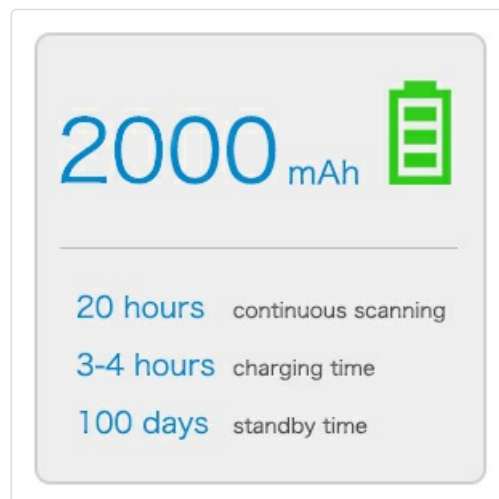 2000 mAh
20 hours continuous scanning
3-4 hours charging time
100 days standby time